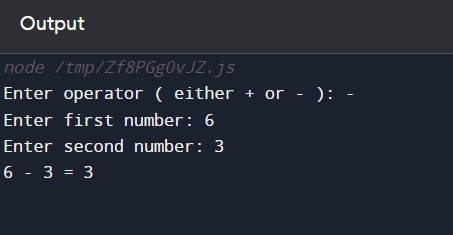 Output
node /tmp/Zf8PGg0vJZ.js
Enter operator ( either + or - ): -
Enter first number: 6
Enter second number: 3
6 - 3 = 3